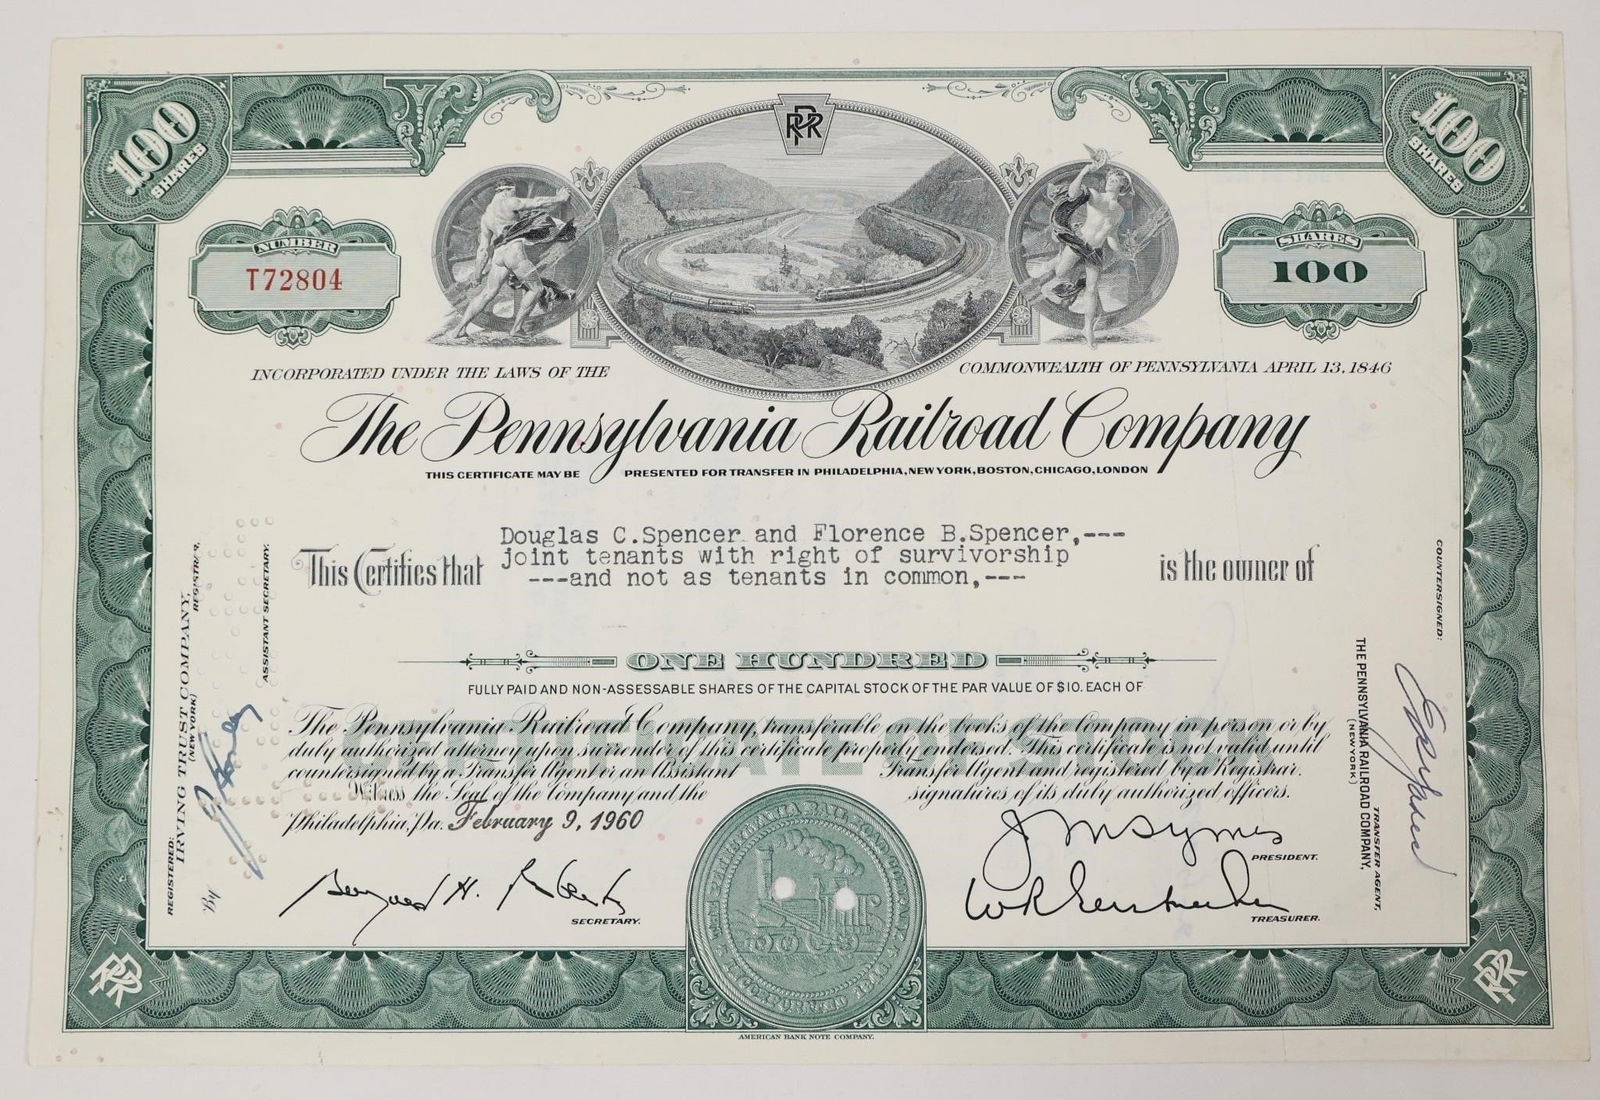 100 SHARES
PRR
100 SHARES
NUMBER
T72804
SHARES
100
INCORPORATED UNDER THE LAWS OF THE COMMONWEALTH OF PENNSYLVANIA APRIL 13, 1846
The Pennsylvania Railroad Company
THIS CERTIFICATE MAY BE PRESENTED FOR TRANSFER IN PHILADELPHIA, NEW YORK, BOSTON, CHICAGO, LONDON
This Certifies that
Douglas C.Spencer and Florence B.Spencer,---
joint tenants with right of survivorship
---and not as tenants in common,---
is the owner of
ONE HUNDRED
FULLY PAID AND NON-ASSESSABLE SHARES OF THE CAPITAL STOCK OF THE PAR VALUE OF $10. EACH OF
The Pennsylvania Railroad Company, transferable on the books of the Company in person or by
duly authorized attorney upon surrender of this certificate properly endorsed. This certificate is not valid until
countersigned by a Transfer Agent or an Assistant Transfer Agent and registered by a Registrar.
Witness the Seal of the Company and the signatures of its duly authorized officers.
Philadelphia, Pa. February 9, 1960
J M Symes
PRESIDENT.
SECRETARY.
TREASURER.
REGISTERED:
IRVING TRUST COMPANY,
(NEW YORK)
REGISTRAR,
By
ASSISTANT SECRETARY.
COUNTERSIGNED:
THE PENNSYLVANIA RAILROAD COMPANY,
(NEW YORK)
TRANSFER AGENT,
PRR
PRR
AMERICAN BANK NOTE COMPANY.